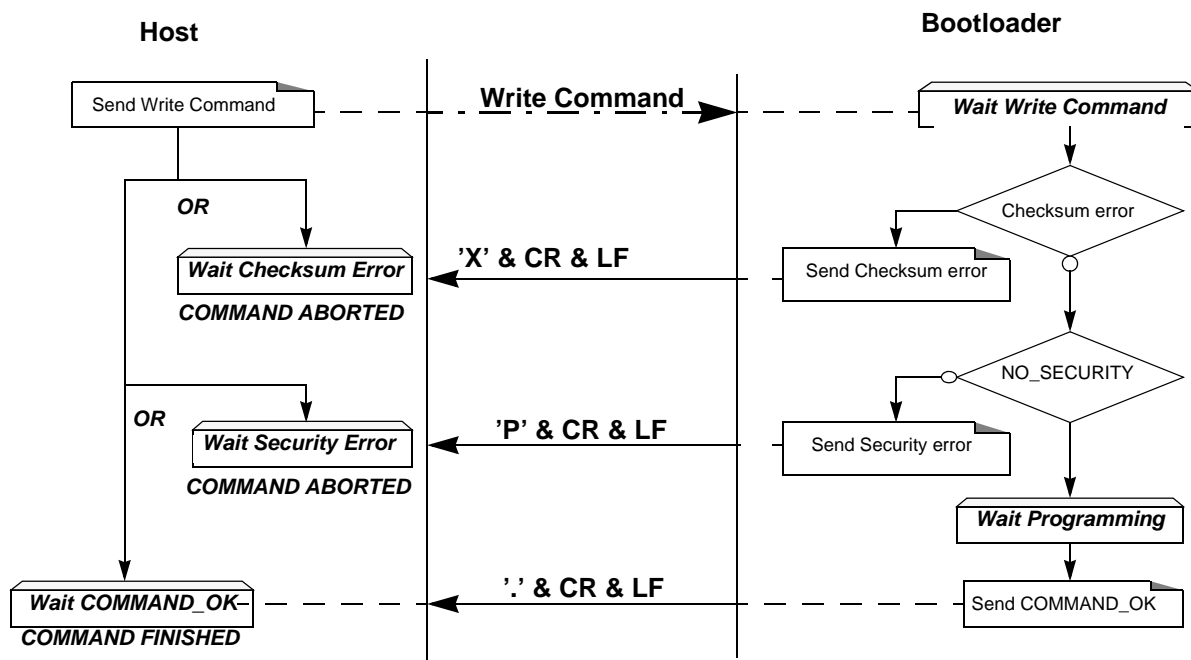 Host
Bootloader
Send Write Command
Write Command
Wait Write Command
OR
Checksum error
Wait Checksum Error
’X’ & CR & LF
Send Checksum error
COMMAND ABORTED
NO_SECURITY
OR
Wait Security Error
’P’ & CR & LF
Send Security error
COMMAND ABORTED
Wait Programming
Wait COMMAND_OK
’.’ & CR & LF
Send COMMAND_OK
COMMAND FINISHED